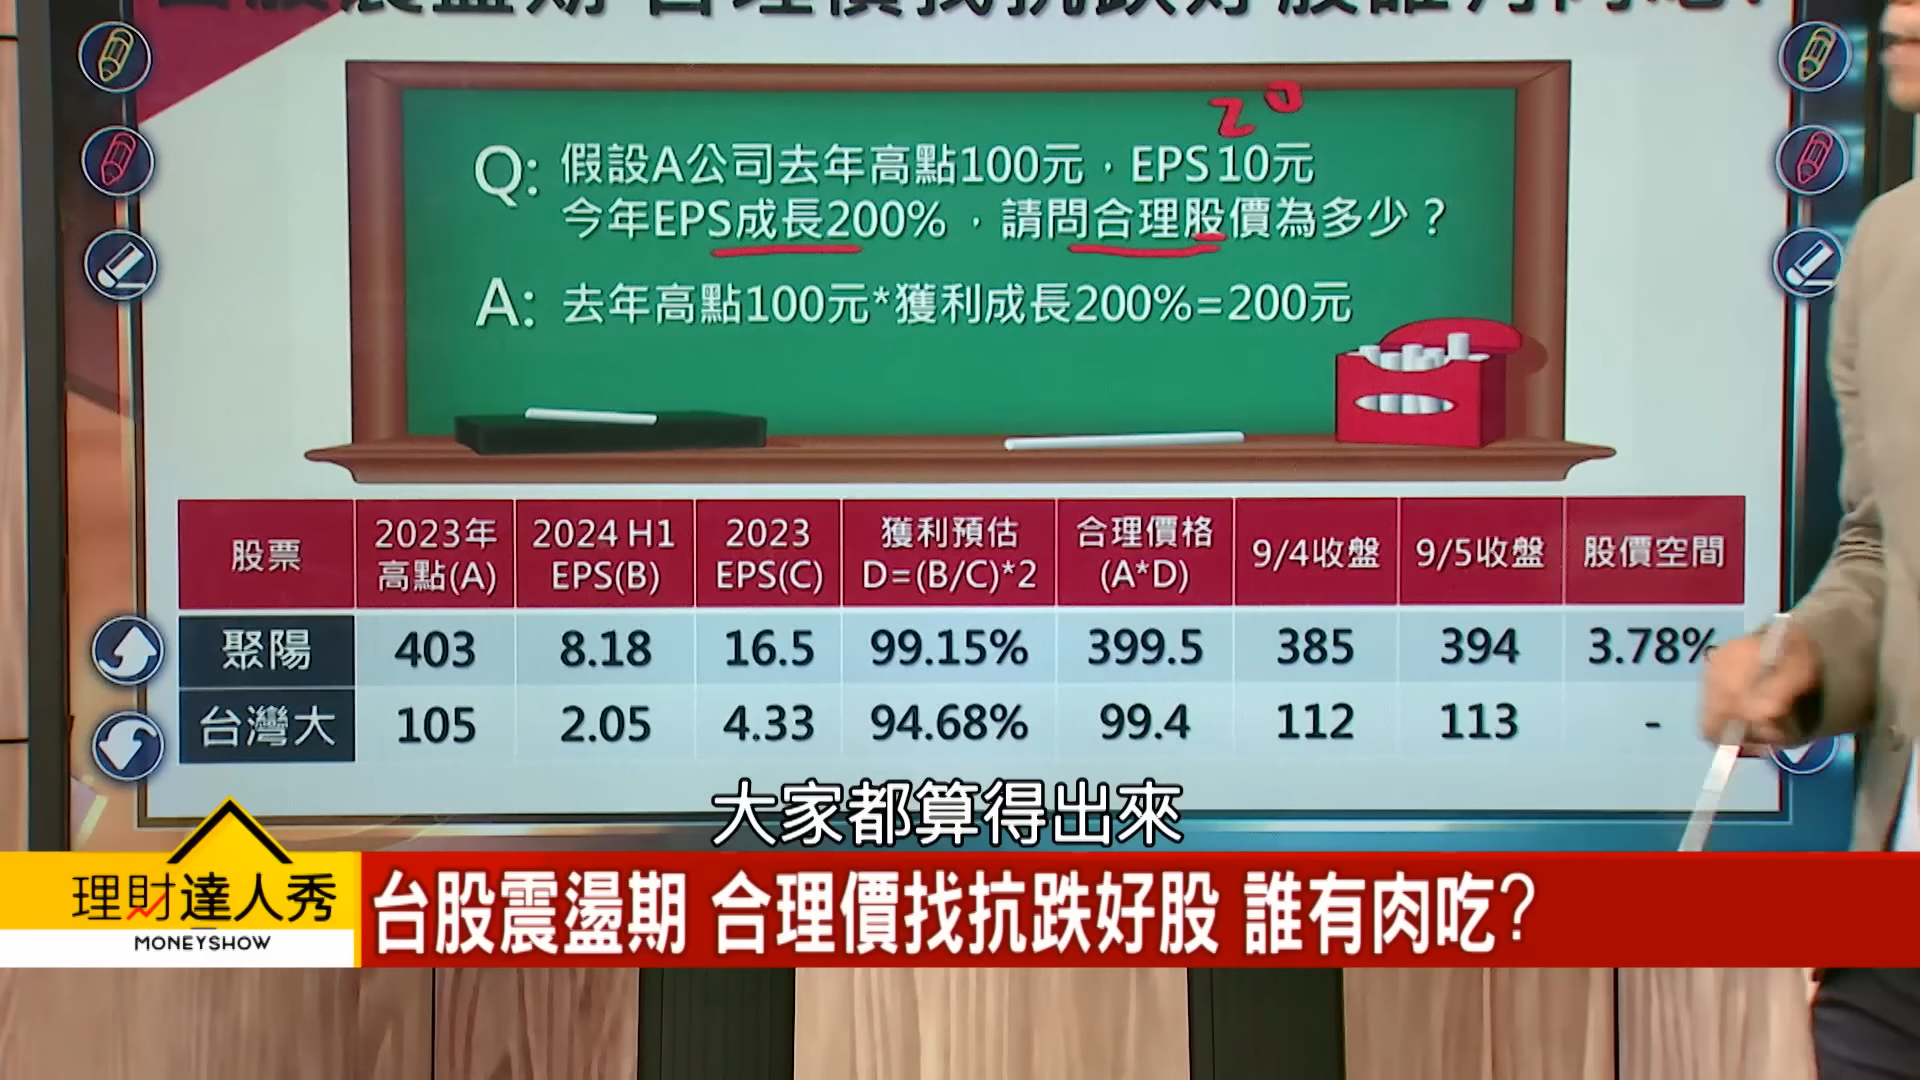 Q: 假設A公司去年高點100元，EPS10元
今年EPS成長200%，請問合理股價為多少？
A: 去年高點100元*獲利成長200%=200元
股票 2023年高點(A) 2024 H1 EPS(B) 2023 EPS(C) 獲利預估 D=(B/C)*2 合理價格 (A*D) 9/4收盤 9/5收盤 股價空間
聚陽 403 8.18 16.5 99.15% 399.5 385 394 3.78%
台灣大 105 2.05 4.33 94.68% 99.4 112 113 -
大家都算得出來
理財達人秀
MONEYSHOW
台股震盪期 合理價找抗跌好股 誰有肉吃？